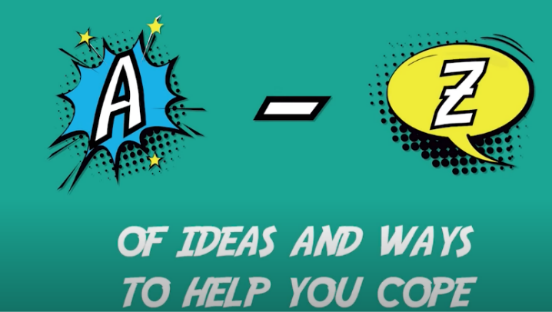 A - Z
OF IDEAS AND WAYS
TO HELP YOU COPE